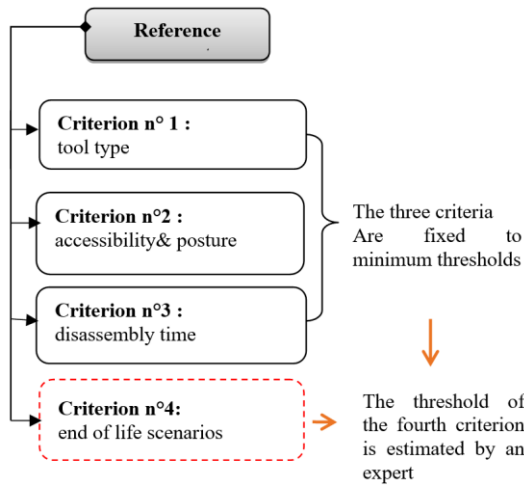 Reference
.
Criterion n° 1 :
tool type
Criterion n°2 :
accessibility& posture
Criterion n°3 :
disassembly time
The three criteria
Are fixed to
minimum thresholds
Criterion n°4:
end of life scenarios
The threshold of
the fourth criterion
is estimated by an
expert